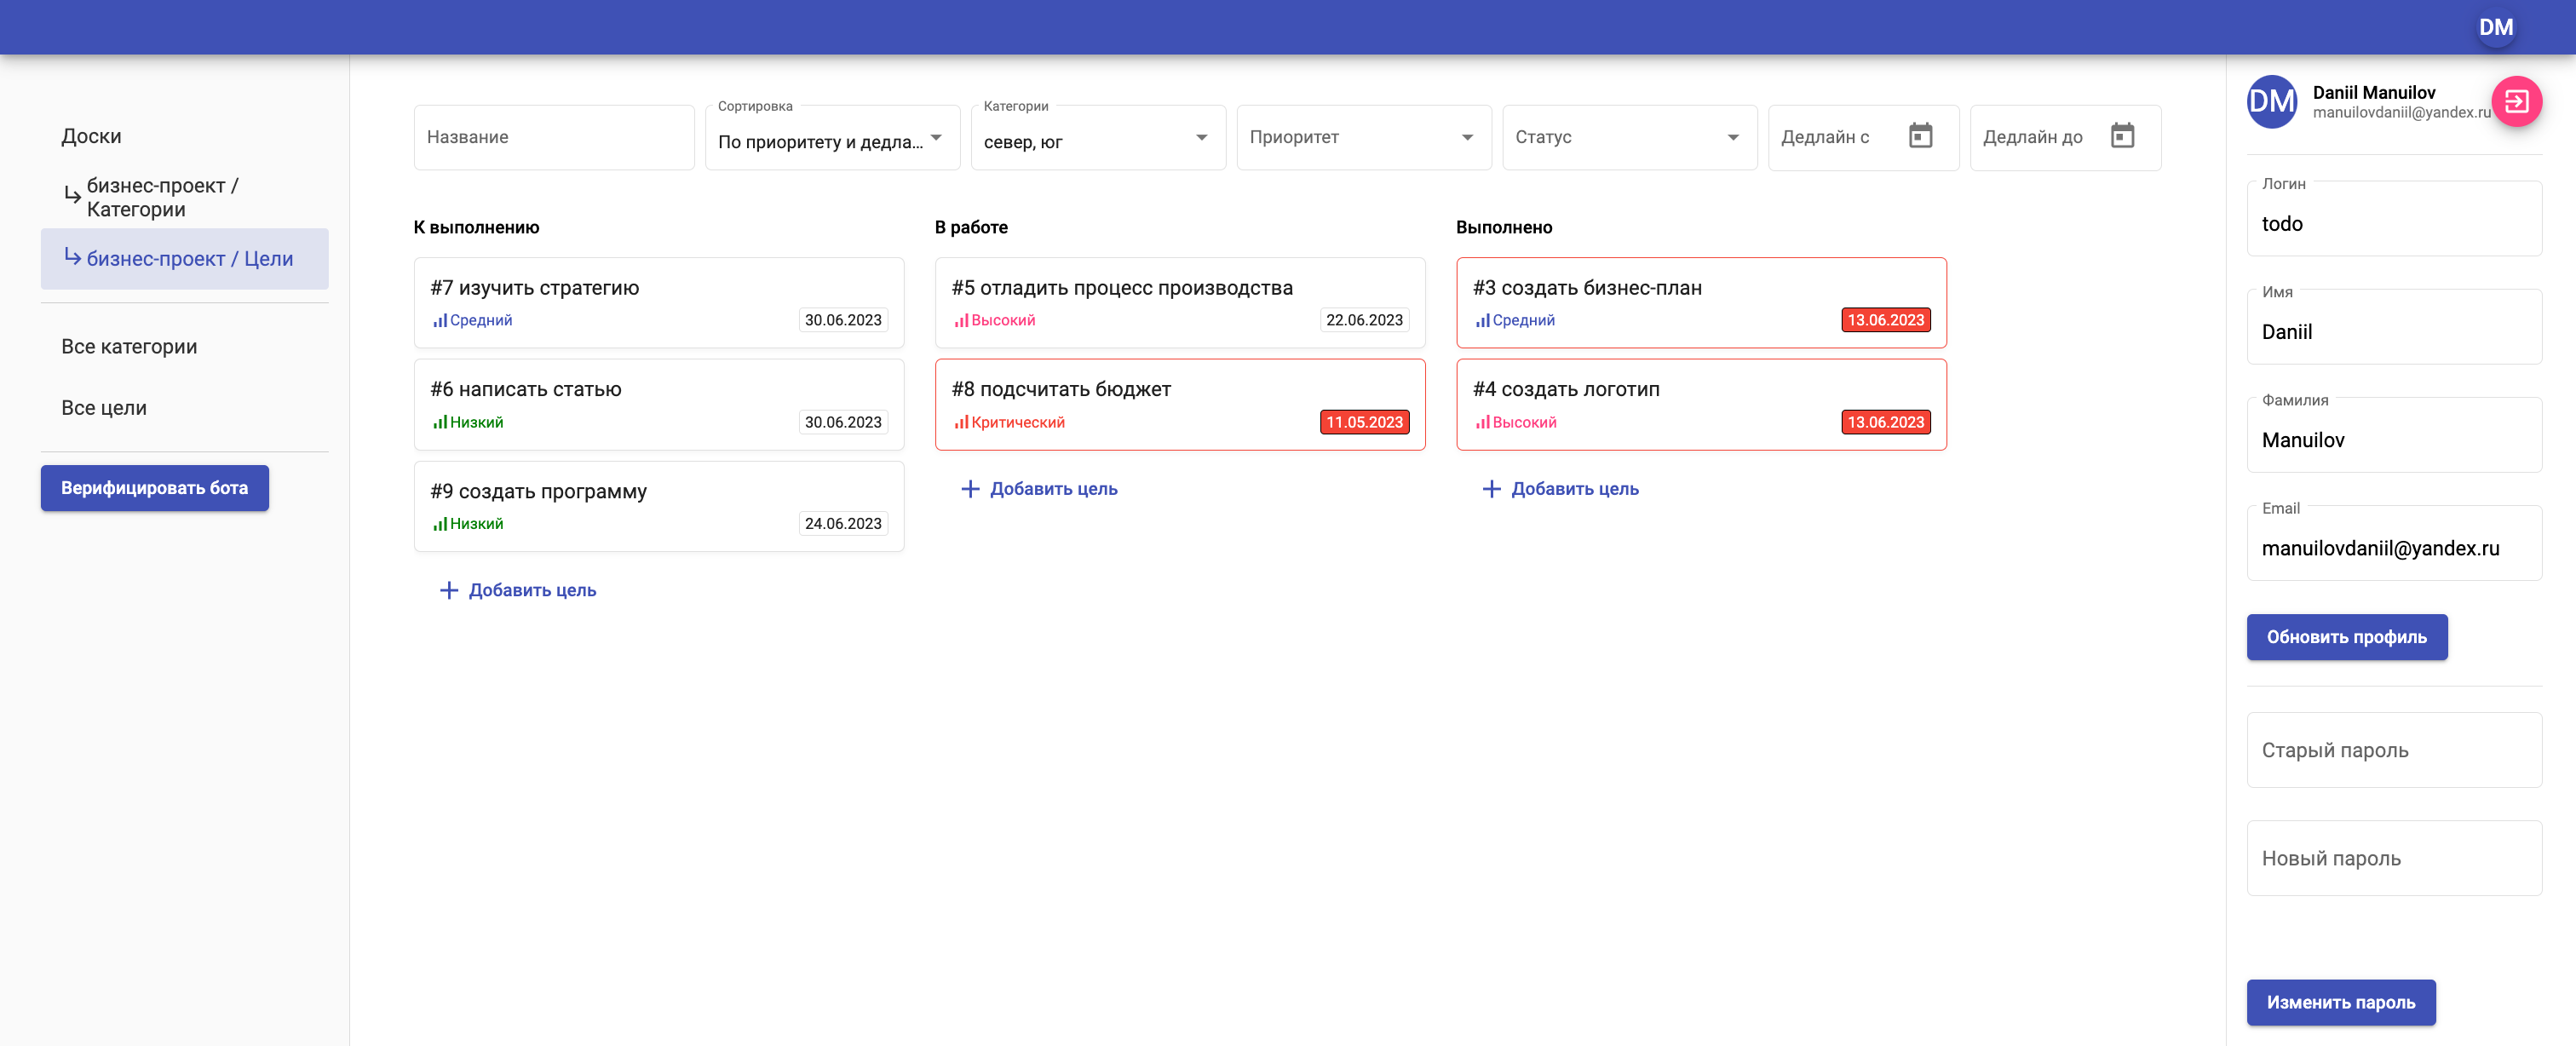 DM
Доски
бизнес-проект /
Категории
бизнес-проект / Цели
Все категории
Все цели
Верифицировать бота
Название
Сортировка
По приоритету и дедла...
Категории
север, юг
Приоритет
Статус
Дедлайн с
Дедлайн до
К выполнению
#7 изучить стратегию
Средний
30.06.2023
#6 написать статью
Низкий
30.06.2023
#9 создать программу
Низкий
24.06.2023
Добавить цель
В работе
#5 отладить процесс производства
Высокий
22.06.2023
#8 подсчитать бюджет
Критический
11.05.2023
Добавить цель
Выполнено
#3 создать бизнес-план
Средний
13.06.2023
#4 создать логотип
Высокий
13.06.2023
Добавить цель
DM
Daniil Manuilov
manuilovdaniil@yandex.ru
Логин
todo
Имя
Daniil
Фамилия
Manuilov
Email
manuilovdaniil@yandex.ru
Обновить профиль
Старый пароль
Новый пароль
Изменить пароль